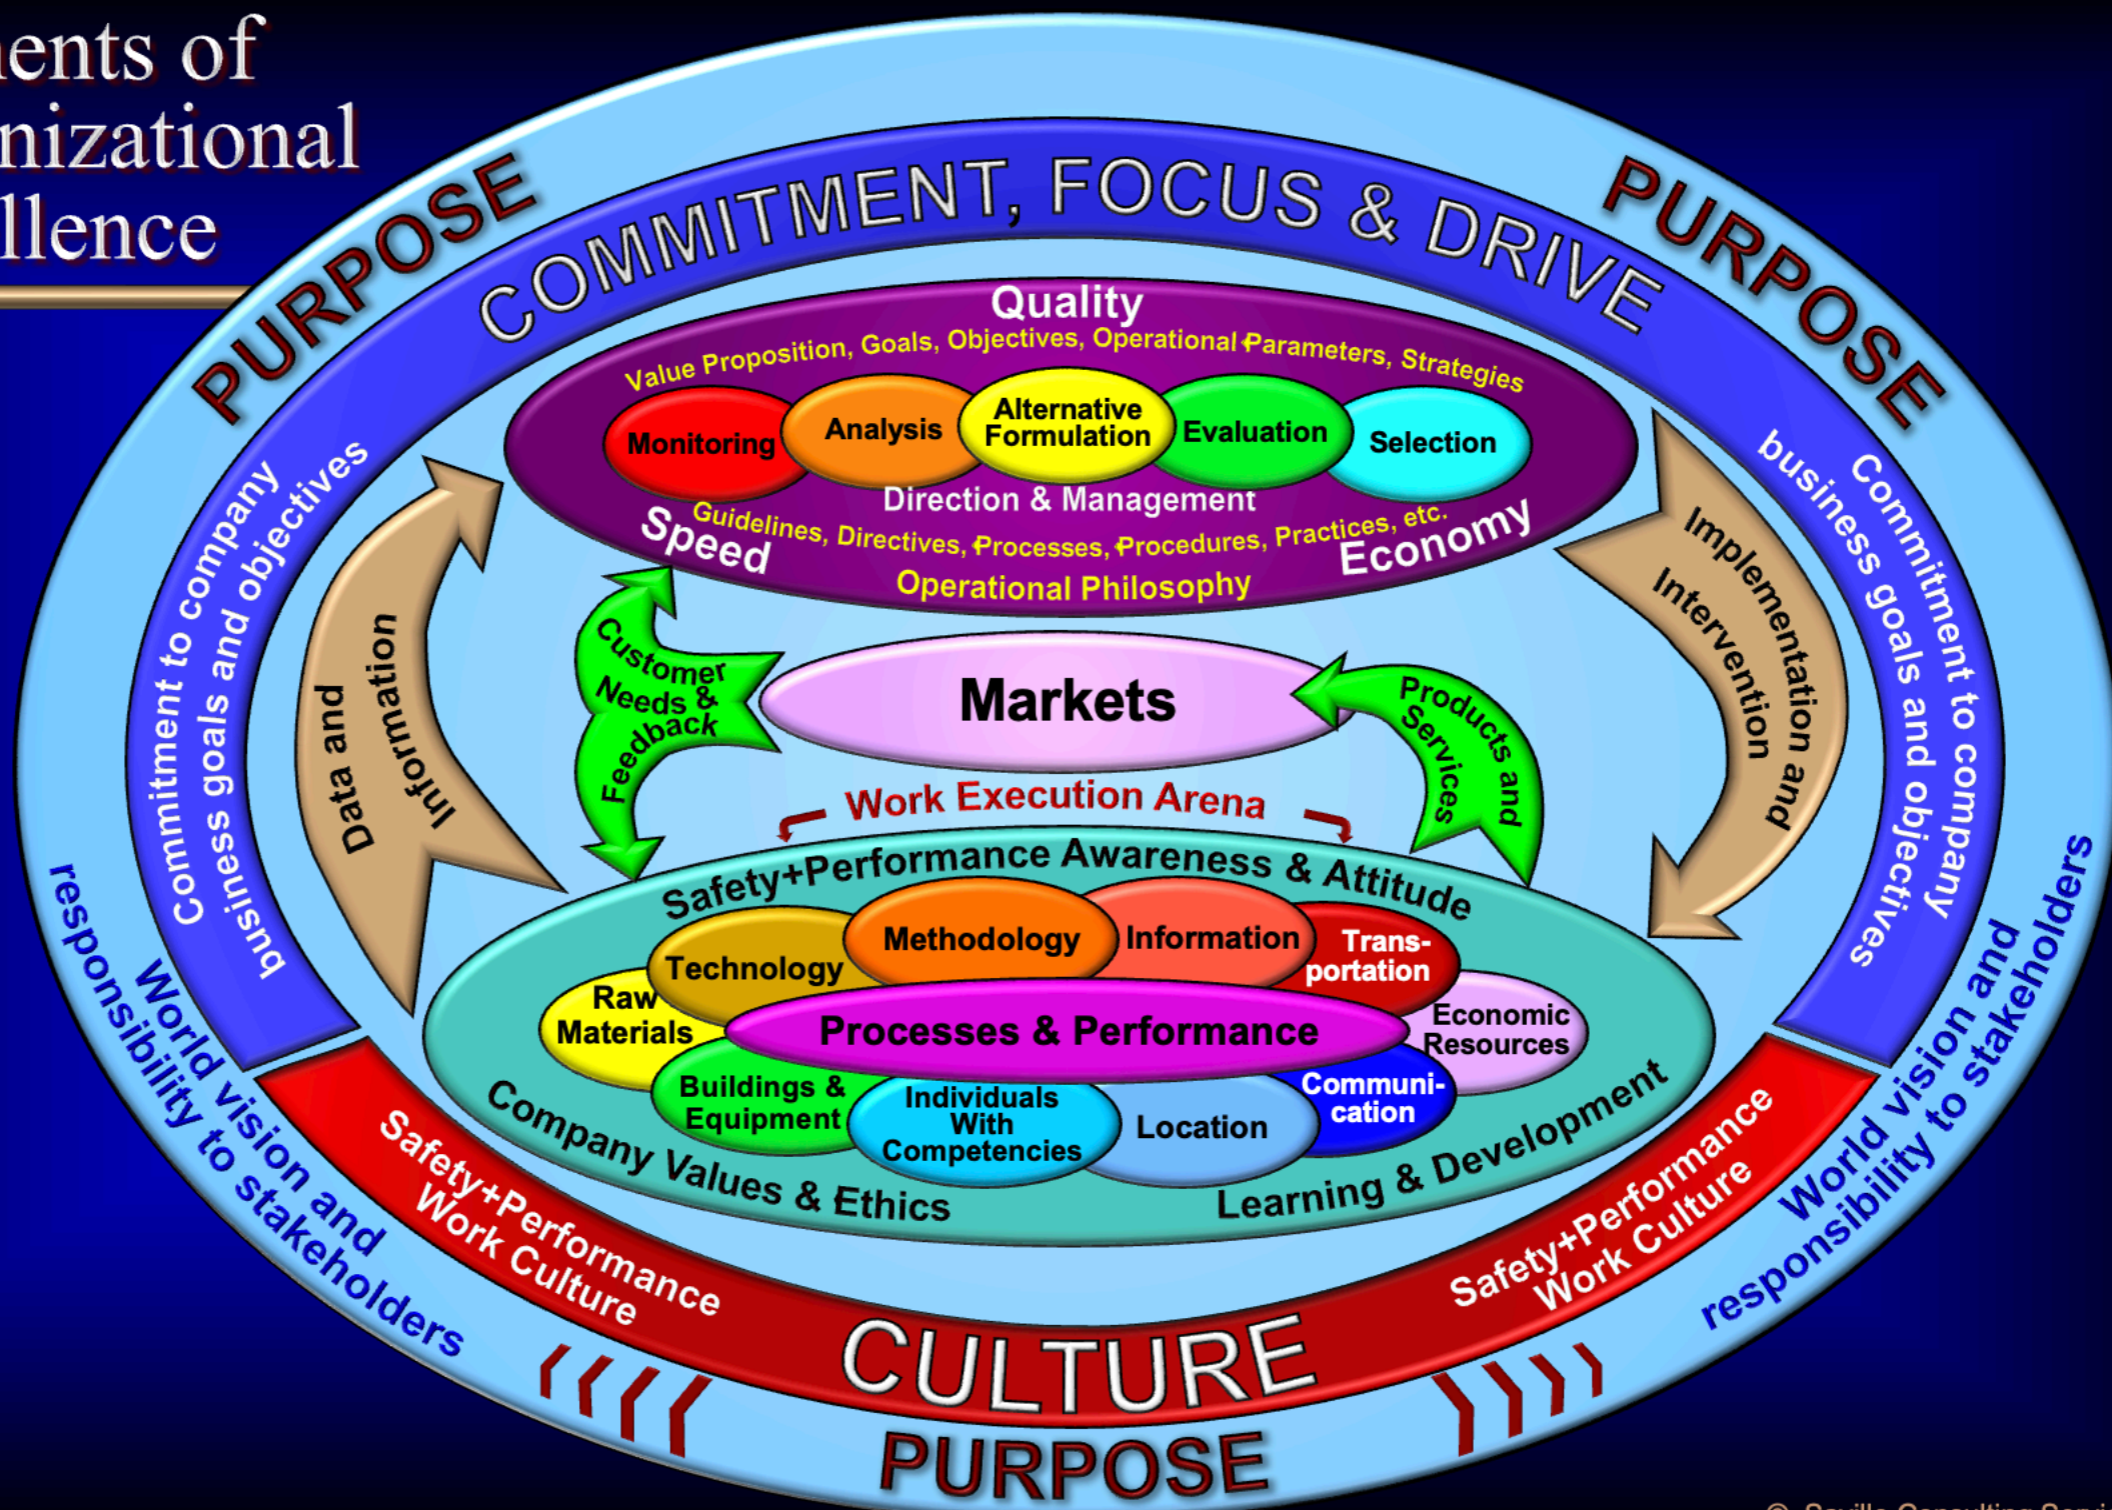 ents of
nizational
llence
PURPOSE
PURPOSE
COMMITMENT, FOCUS & DRIVE
Commitment to company
business goals and objectives
Commitment to company
business goals and objectives
Quality
Value Proposition, Goals, Objectives, Operational Parameters, Strategies
Monitoring
Analysis
Alternative
Formulation
Evaluation
Selection
Direction & Management
Guidelines, Directives, Processes, Procedures, Practices, etc.
Speed
Economy
Operational Philosophy
Data and
Information
Implementation and
Intervention
Customer
Needs &
Feedback
Markets
Products and
Services
Work Execution Arena
Safety+Performance Awareness & Attitude
Technology
Methodology
Information
Trans-
portation
Raw
Materials
Processes & Performance
Economic
Resources
Buildings &
Equipment
Individuals
With
Competencies
Location
Communi-
cation
Company Values & Ethics
Learning & Development
World vision and
responsibility to stakeholders
World vision and
responsibility to stakeholders
Safety+Performance
Work Culture
Safety+Performance
Work Culture
CULTURE
PURPOSE